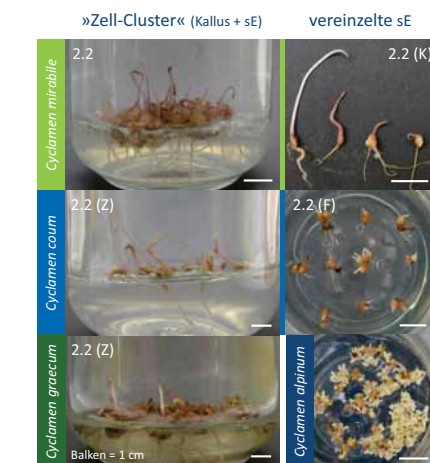 »Zell-Cluster« (Kallus + sE)
vereinzelte sE
Cyclamen mirabile
2.2
2.2 (K)
Cyclamen coum
2.2 (Z)
2.2 (F)
Cyclamen graecum
2.2 (Z)
Balken = 1 cm
Cyclamen alpinum